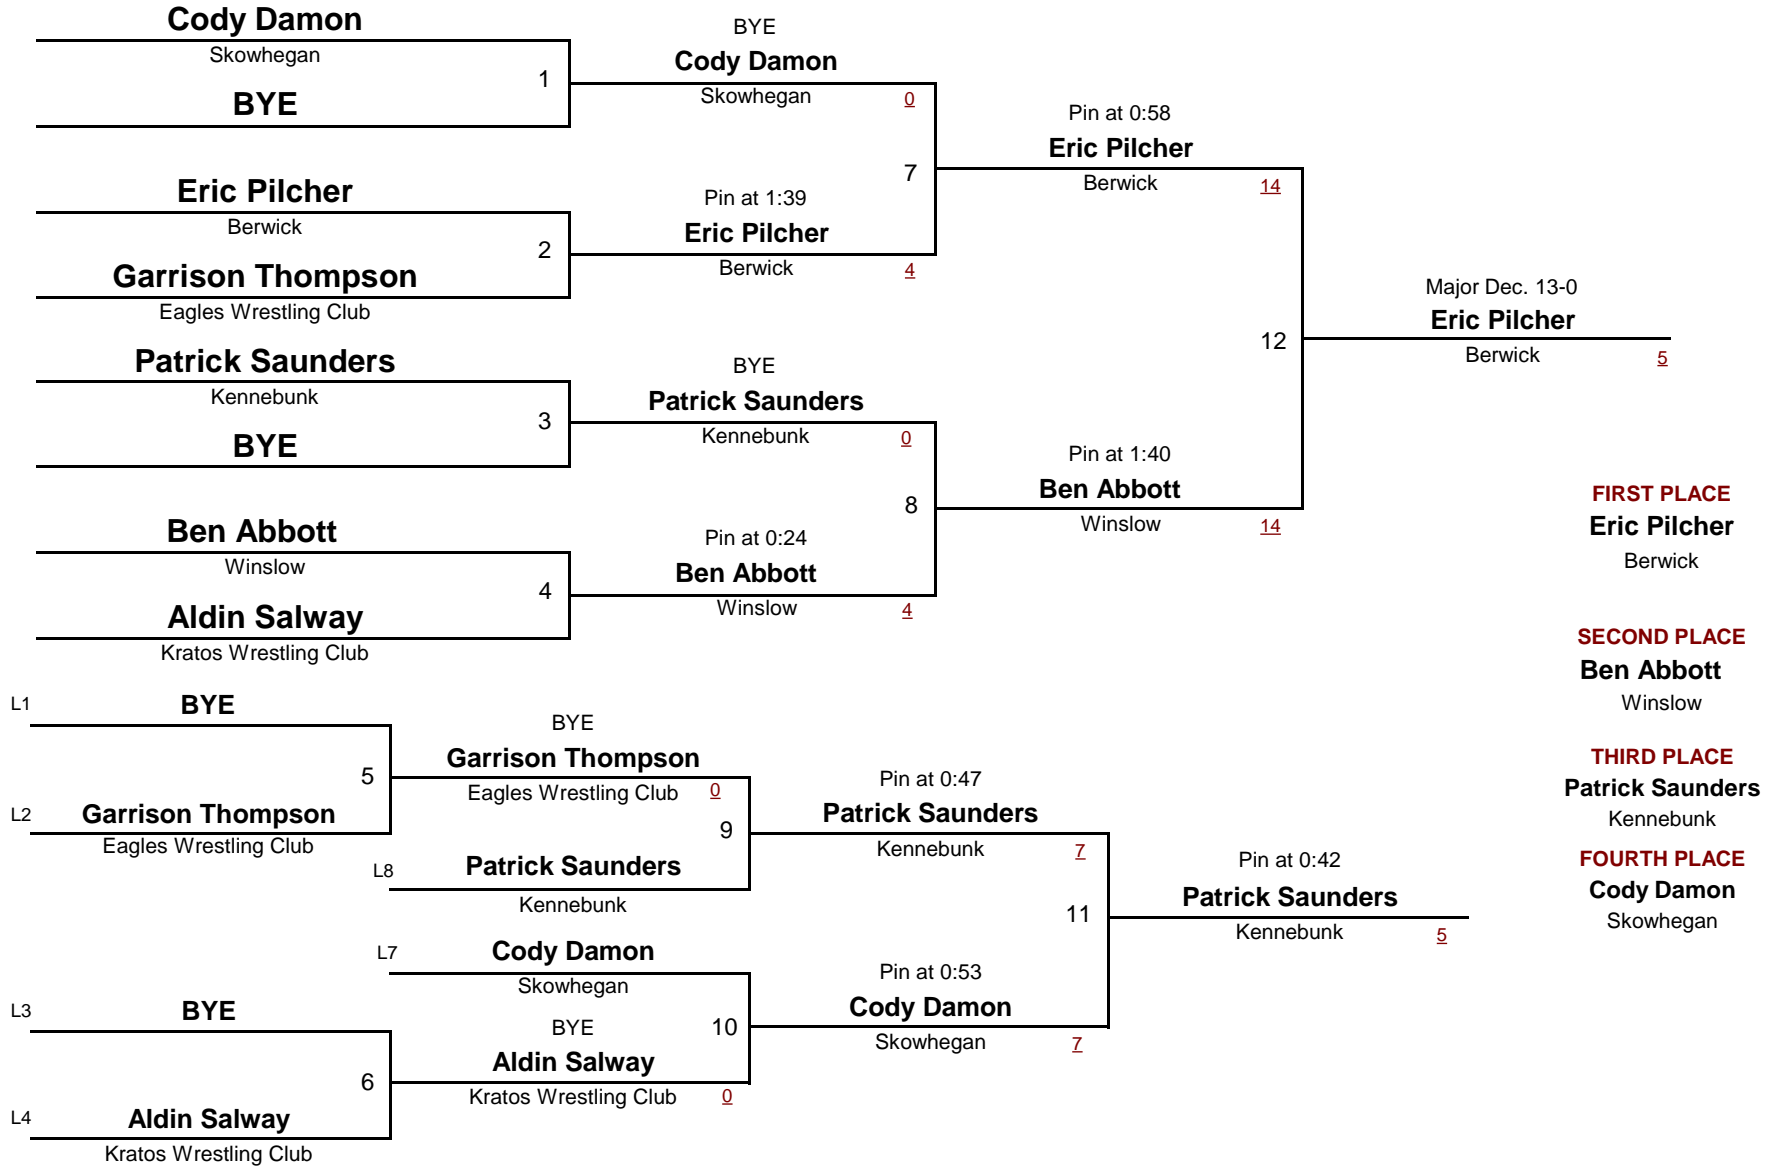 Cody Damon
Skowhegan
1
BYE
BYE
Cody Damon
Skowhegan 0
Eric Pilcher
Berwick
2
Garrison Thompson
Eagles Wrestling Club
Pin at 1:39
Eric Pilcher
Berwick 4
7
Pin at 0:58
Eric Pilcher
Berwick 14
Patrick Saunders
Kennebunk
3
BYE
BYE
Patrick Saunders
Kennebunk 0
Ben Abbott
Winslow
4
Aldin Salway
Kratos Wrestling Club
Pin at 0:24
Ben Abbott
Winslow 4
8
Pin at 1:40
Ben Abbott
Winslow 14
12
Major Dec. 13-0
Eric Pilcher
Berwick 5
L1 BYE
5
L2 Garrison Thompson
Eagles Wrestling Club
BYE
Garrison Thompson
Eagles Wrestling Club 0
9
L8 Patrick Saunders
Kennebunk
Pin at 0:47
Patrick Saunders
Kennebunk 7
L7 Cody Damon
Skowhegan
10
L3 BYE
6
L4 Aldin Salway
Kratos Wrestling Club
BYE
Aldin Salway
Kratos Wrestling Club 0
Pin at 0:53
Cody Damon
Skowhegan 7
11
Pin at 0:42
Patrick Saunders
Kennebunk 5
FIRST PLACE
Eric Pilcher
Berwick
SECOND PLACE
Ben Abbott
Winslow
THIRD PLACE
Patrick Saunders
Kennebunk
FOURTH PLACE
Cody Damon
Skowhegan